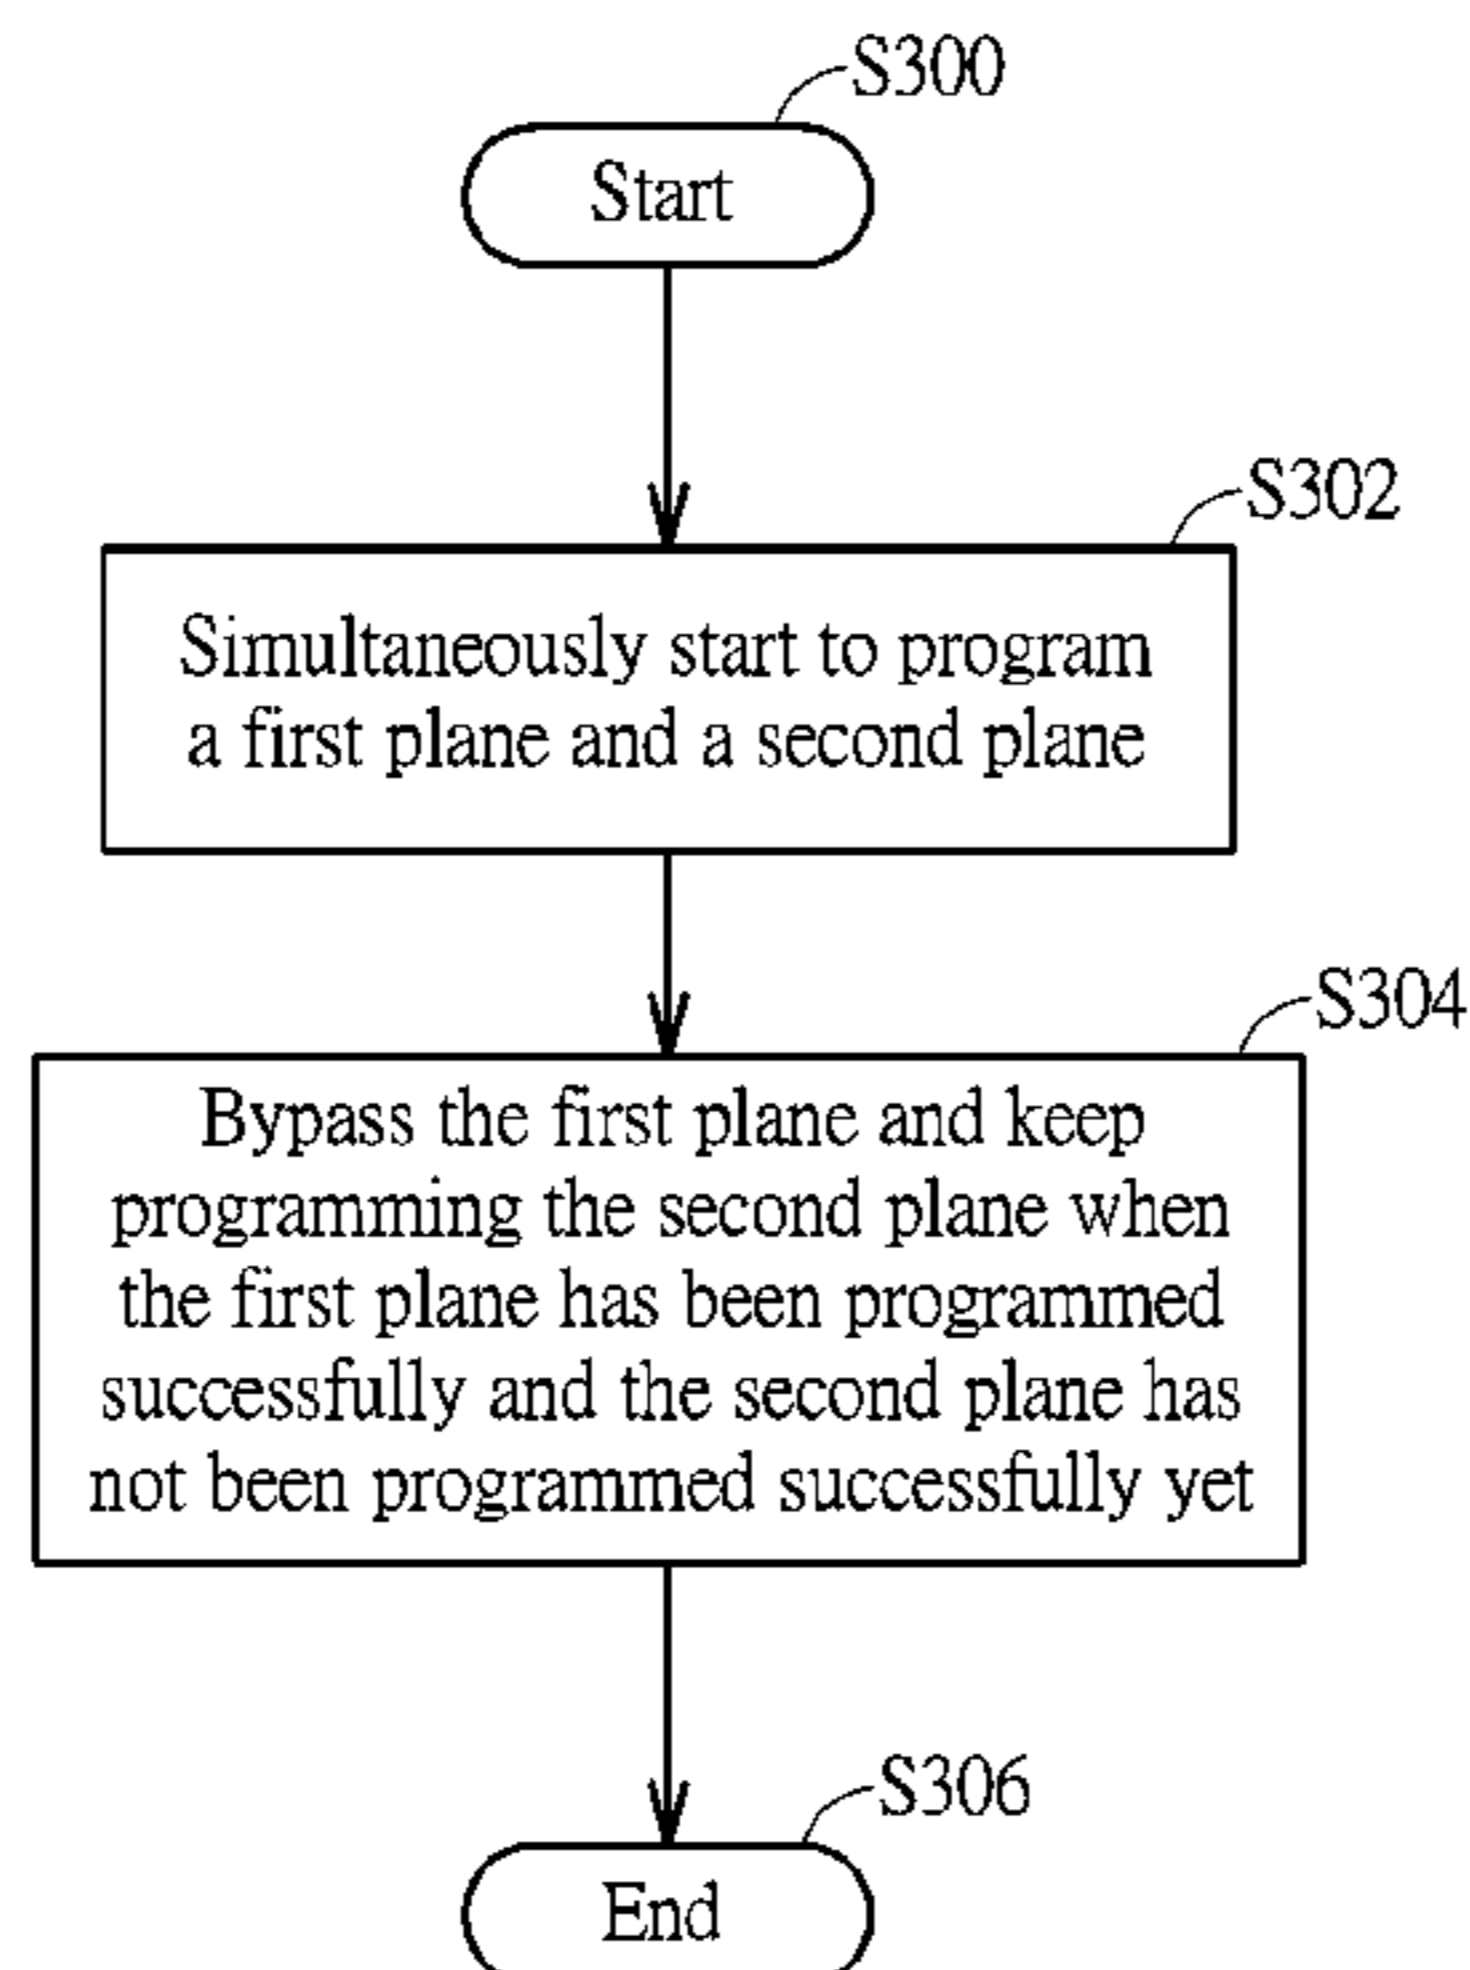 S300
Start
S302
Simultaneously start to program
a first plane and a second plane
S304
Bypass the first plane and keep
programming the second plane when
the first plane has been programmed
successfully and the second plane has
not been programmed successfully yet
S306
End